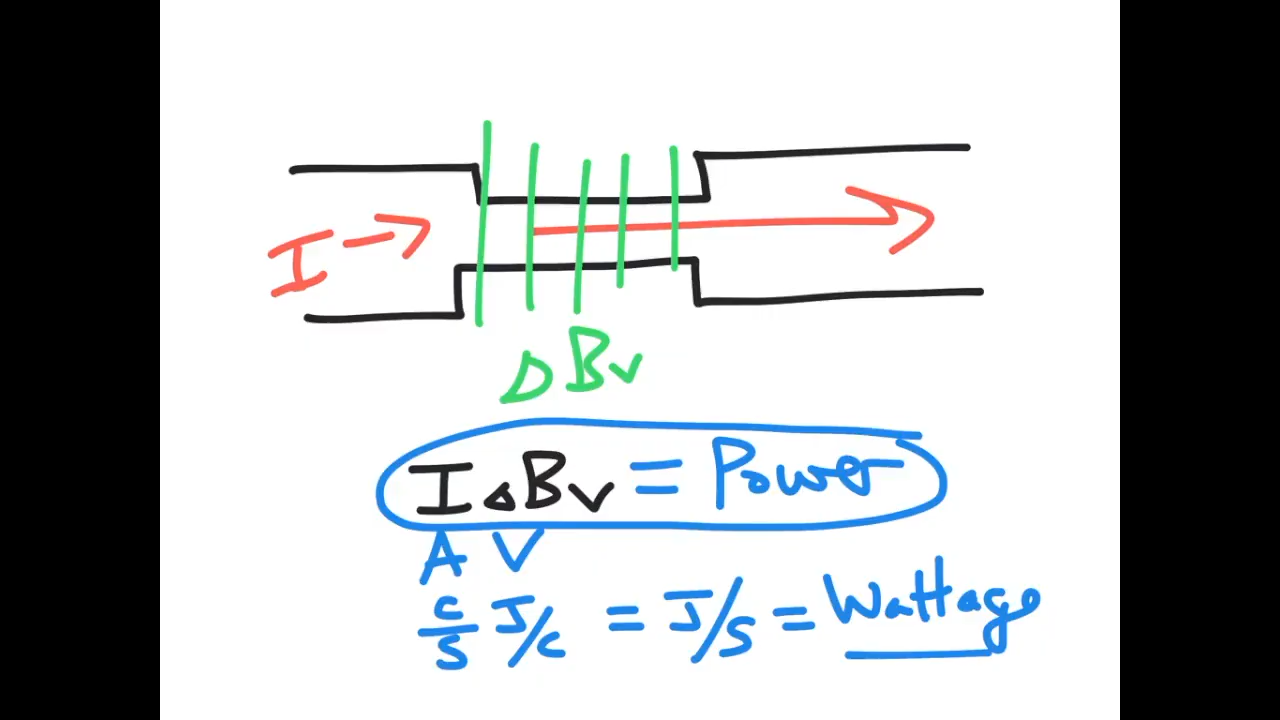 I
ΔBv
IΔBv = Power
A V
C/S J/C = J/S = Wattage